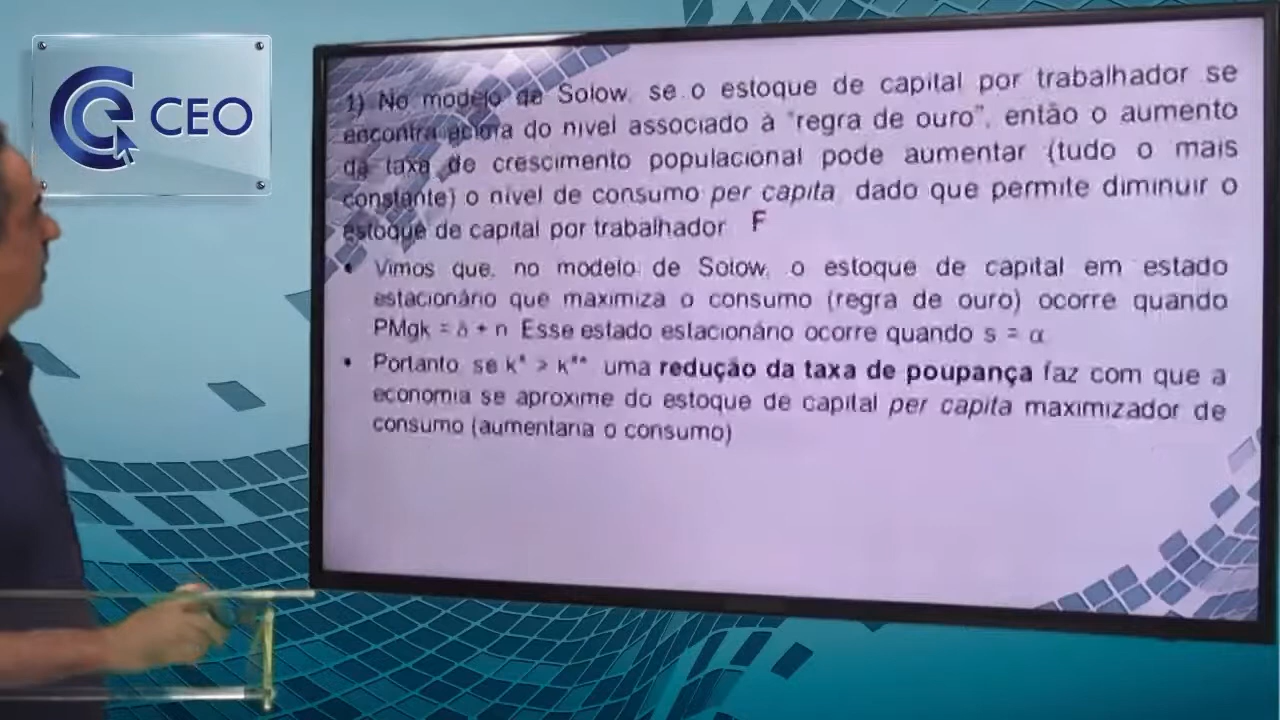 CEO
1) No modelo de Solow, se o estoque de capital por trabalhador se
encontra acima do nível associado à "regra de ouro", então o aumento
da taxa de crescimento populacional pode aumentar (tudo o mais
constante) o nível de consumo per capita, dado que permite diminuir o
estoque de capital por trabalhador. F
• Vimos que, no modelo de Solow, o estoque de capital em estado
estacionário que maximiza o consumo (regra de ouro) ocorre quando
PMgk = δ + n. Esse estado estacionário ocorre quando s = α.
• Portanto se k* > k** uma redução da taxa de poupança faz com que a
economia se aproxime do estoque de capital per capita maximizador de
consumo (aumentaria o consumo)